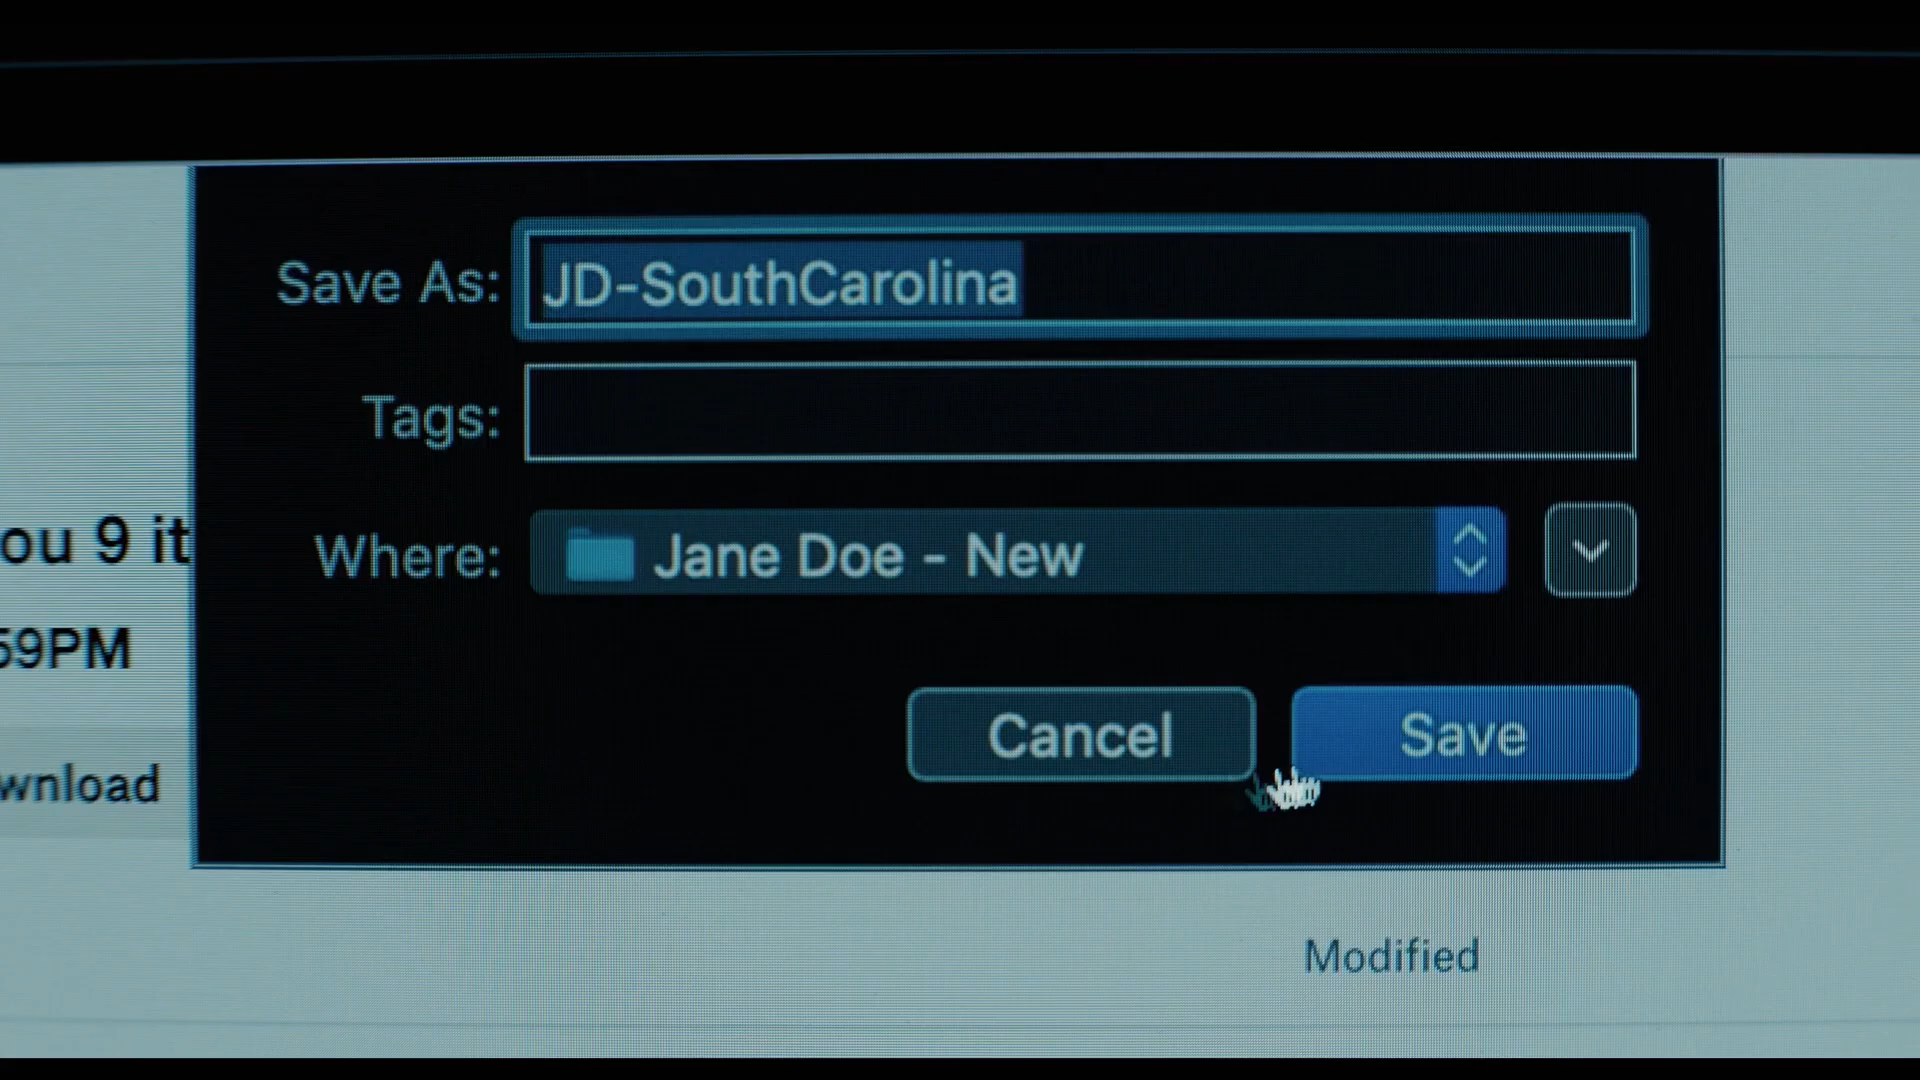 Save As: JD-SouthCarolina
Tags:
Where: Jane Doe - New
ou 9 it
59PM
wnload
Cancel Save
Modified